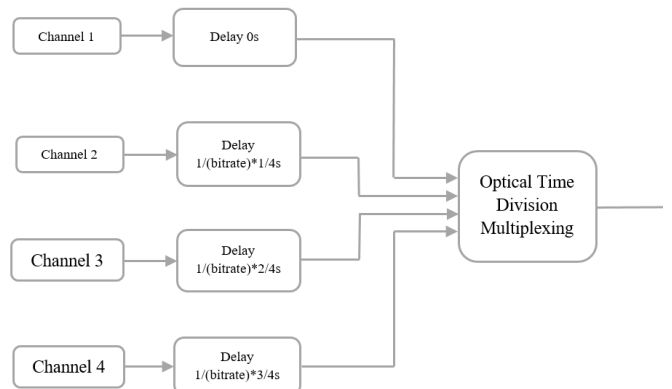 Channel 1
Delay 0s
Channel 2
Delay
1/(bitrate)*1/4s
Optical Time
Division
Multiplexing
Channel 3
Delay
1/(bitrate)*2/4s
Channel 4
Delay
1/(bitrate)*3/4s